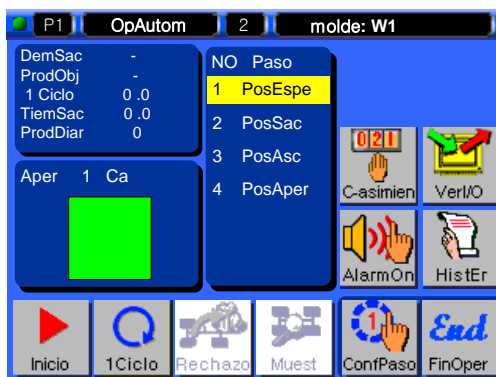 P1 OpAutom 2 molde: W1
DemSac -
ProdObj -
1 Ciclo 0 .0
TiemSac 0 .0
ProdDiar 0
NO Paso
1 PosEspe
2 PosSac
3 PosAsc
4 PosAper
Aper 1 Ca
021
C-asimien VerI/O
AlarmOn HistEr
1
End
Inicio 1Ciclo Rechazo Muest ConfPaso FinOper